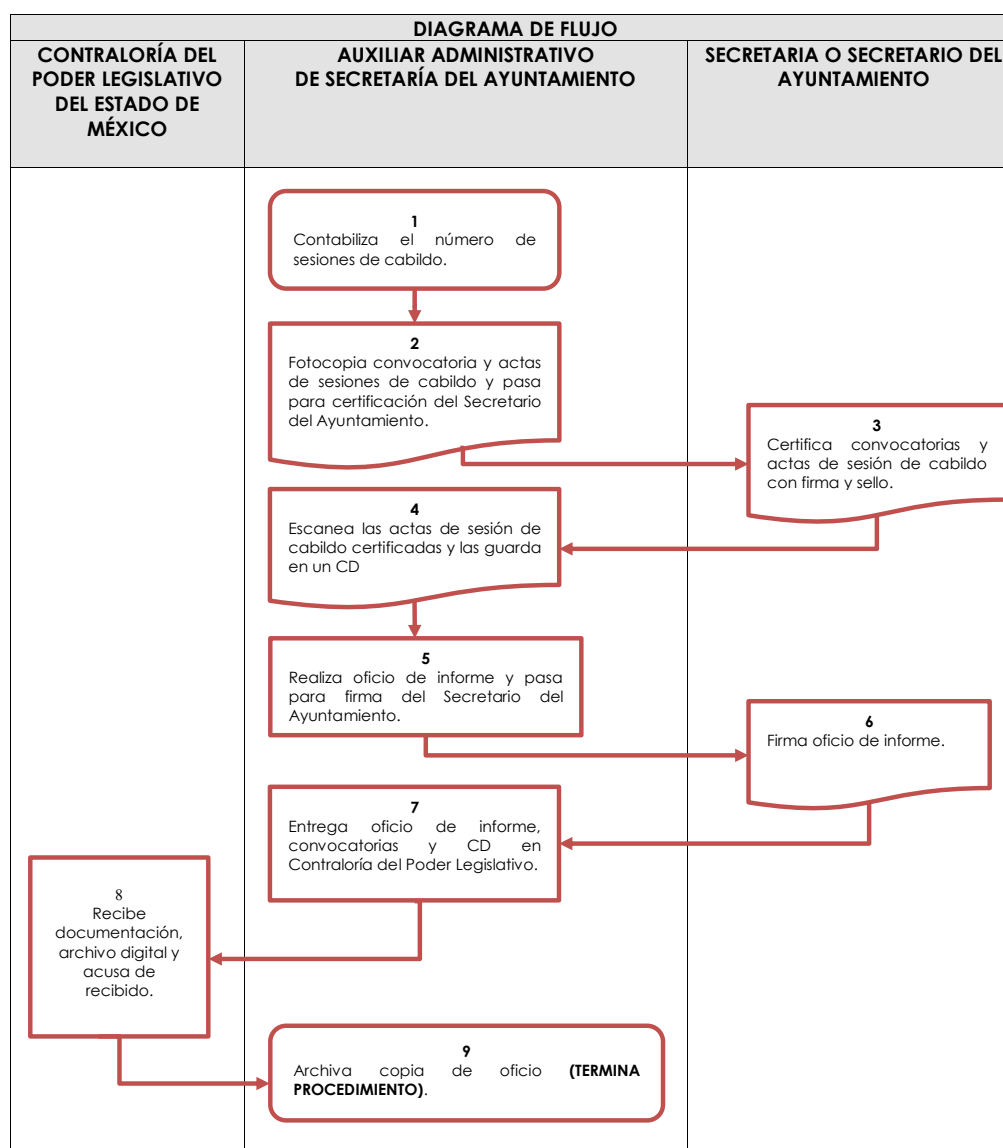 DIAGRAMA DE FLUJO
CONTRALORÍA DEL
PODER LEGISLATIVO
DEL ESTADO DE
MÉXICO
AUXILIAR ADMINISTRATIVO
DE SECRETARÍA DEL AYUNTAMIENTO
SECRETARIA O SECRETARIO DEL
AYUNTAMIENTO
1
Contabiliza el número de
sesiones de cabildo.
2
Fotocopia convocatoria y actas
de sesiones de cabildo y pasa
para certificación del Secretario
del Ayuntamiento.
3
Certifica convocatorias y
actas de sesión de cabildo
con firma y sello.
4
Escanea las actas de sesión de
cabildo certificadas y las guarda
en un CD
5
Realiza oficio de informe y pasa
para firma del Secretario del
Ayuntamiento.
6
Firma oficio de informe.
7
Entrega oficio de informe,
convocatorias y CD en
Contraloría del Poder Legislativo.
8
Recibe
documentación,
archivo digital y
acusa de
recibido.
9
Archiva copia de oficio (TERMINA
PROCEDIMIENTO).